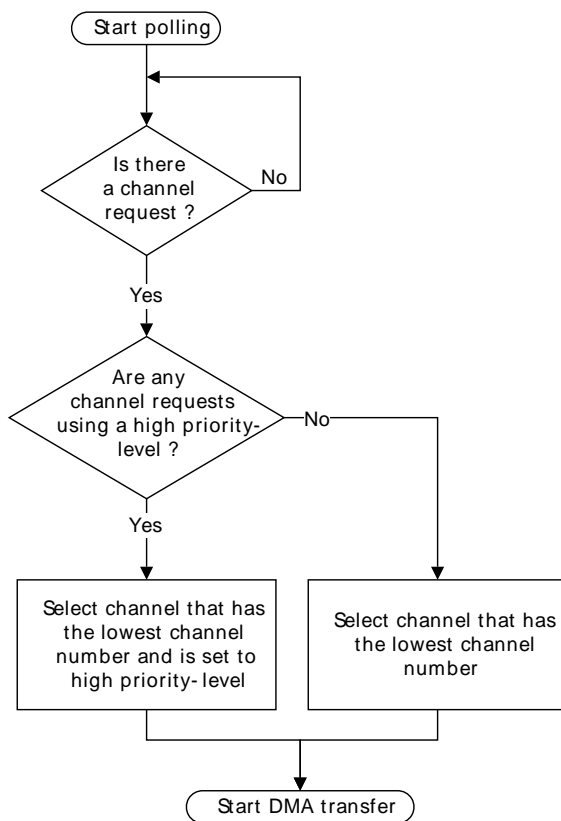 Start polling
Is there
a channel
request ?
No
Yes
Are any
channel requests
using a high priority-
level ?
No
Yes
Select channel that has
the lowest channel
number and is set to
high priority-level
Select channel that has
the lowest channel
number
Start DMA transfer